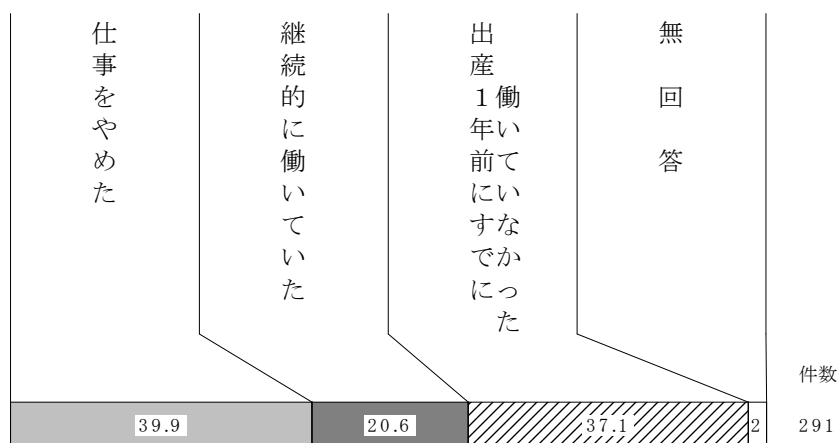 仕事をやめた
継続的に働いていた
出産１年前にすでに
働いていなかった
無回答
件数
39.9
20.6
37.1
2
291